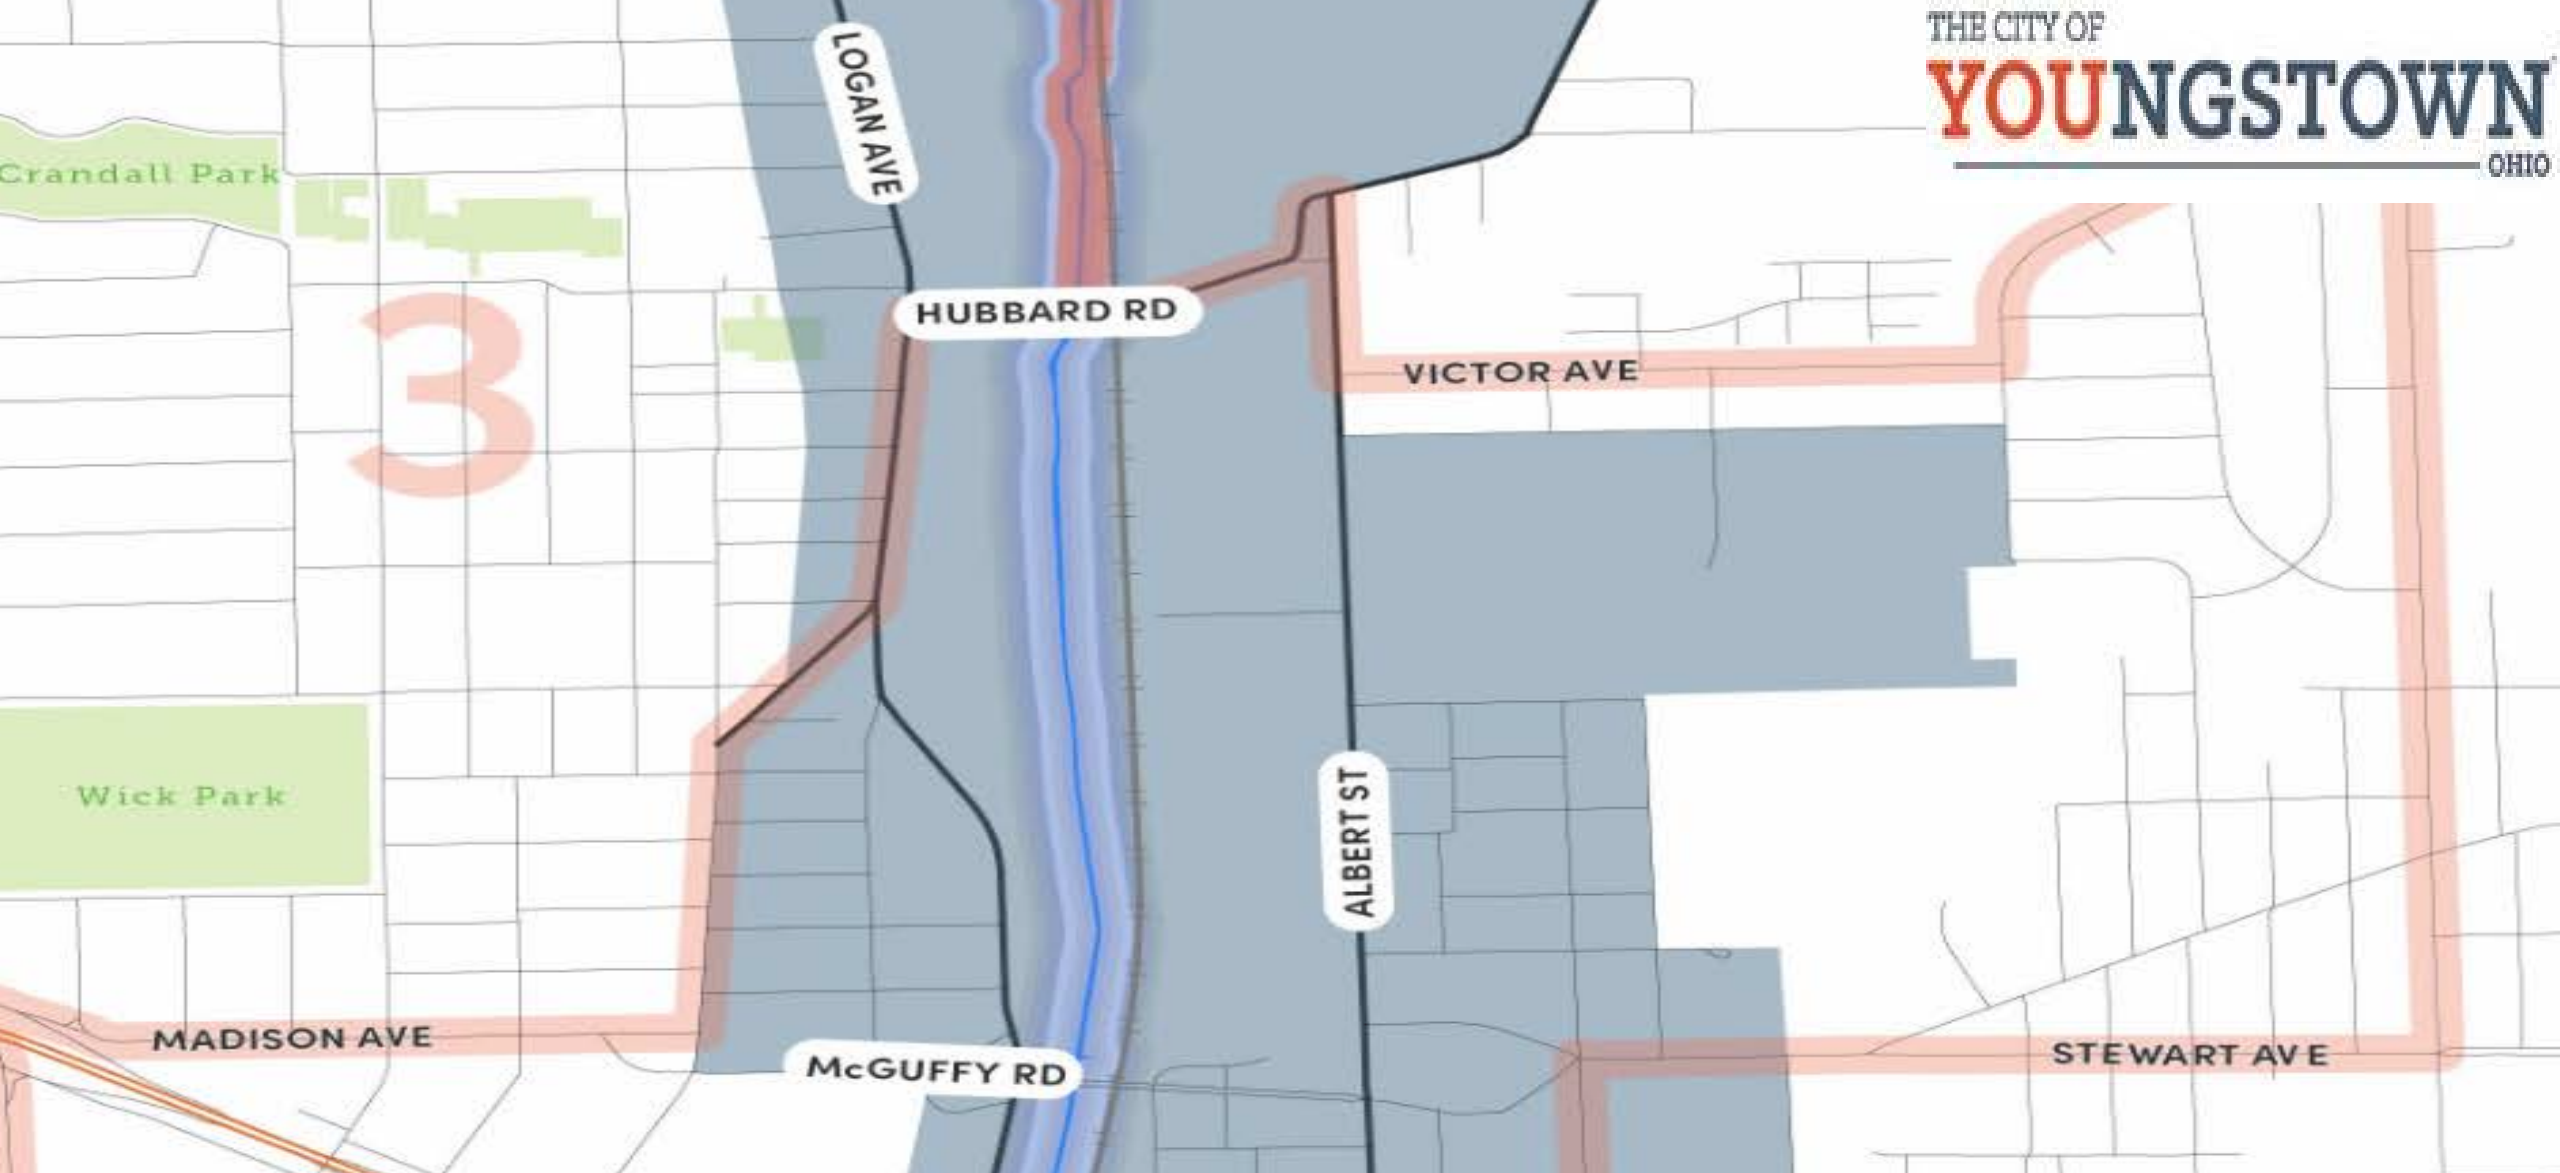 THE CITY OF
YOUNGSTOWN
OHIO
LOGAN AVE
Crandall Park
HUBBARD RD
3
VICTOR AVE
Wick Park
ALBERT ST
MADISON AVE
McGUFFY RD
STEWART AVE